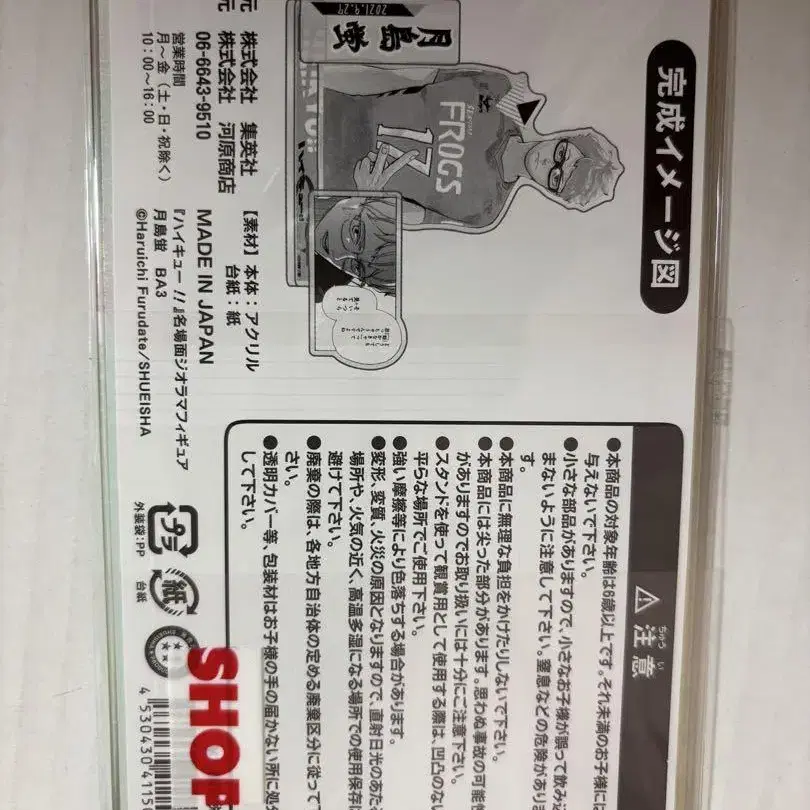 完成イメージ図
月島 蛍
2021.9.27
FROGS
17
元 株式会社 集英社
元 株式会社 河原商店
06-6643-9510
営業時間
月～金（土・日・祝除く）
10:00～16:00
【素材】本体：アクリル
台紙：紙
MADE IN JAPAN
『ハイキュー!!』名場面ジオラマフィギュア
月島蛍 BA3
©Haruichi Furudate/SHUEISHA
プラ
外装袋:PP
紙
台紙
注意
ちゅう い
●本商品の対象年齢は6歳以上です。それ未満のお子様には
与えないで下さい。
●小さな部品がありますので、小さなお子様が誤って飲み込
まないように注意して下さい。窒息などの危険があります
す。
●本商品に無理な負担をかけたりしないで下さい。
●本商品には尖った部分があります。思わぬ事故の可能性
がありますのでお取り扱いには十分にご注意下さい。
●スタンドを使って観賞用として使用する際は、凹凸のな
平らな場所でご使用下さい。
●強い摩擦等により色落ちする場合があります。
●変形、変質、火災の原因となりますので、直射日光のあた
場所や、火気の近く、高温多湿になる場所での使用保存は
避けて下さい。
●廃棄の際は、各地方自治体の定める廃棄区分に従って下
さい。
●透明カバー等、包装材はお子様の手の届かない所に処分
して下さい。
SHOP
4 530430 4115